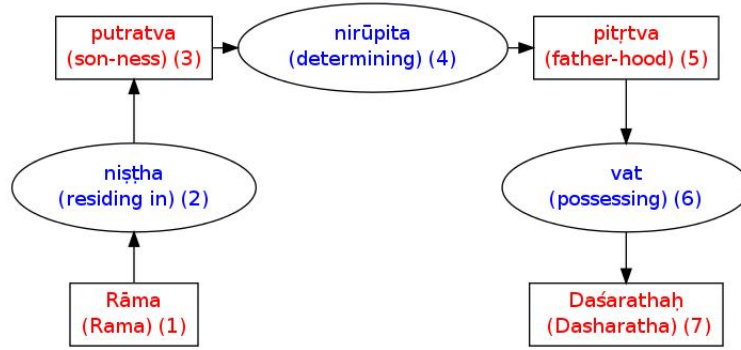 putratva
(son-ness) (3)
nirūpita
(determining) (4)
pitṛtva
(father-hood) (5)
niṣṭha
(residing in) (2)
vat
(possessing) (6)
Rāma
(Rama) (1)
Daśarathaḥ
(Dasharatha) (7)